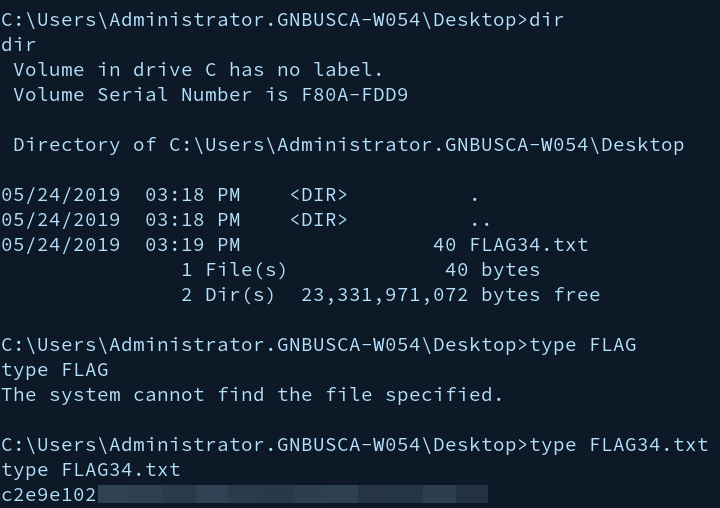 C:\Users\Administrator.GNBUSCA-W054\Desktop>dir
dir
 Volume in drive C has no label.
 Volume Serial Number is F80A-FDD9
 Directory of C:\Users\Administrator.GNBUSCA-W054\Desktop
05/24/2019  03:18 PM    <DIR>          .
05/24/2019  03:18 PM    <DIR>          ..
05/24/2019  03:19 PM                40 FLAG34.txt
               1 File(s)             40 bytes
               2 Dir(s)  23,331,971,072 bytes free
C:\Users\Administrator.GNBUSCA-W054\Desktop>type FLAG
type FLAG
The system cannot find the file specified.
C:\Users\Administrator.GNBUSCA-W054\Desktop>type FLAG34.txt
type FLAG34.txt
c2e9e102